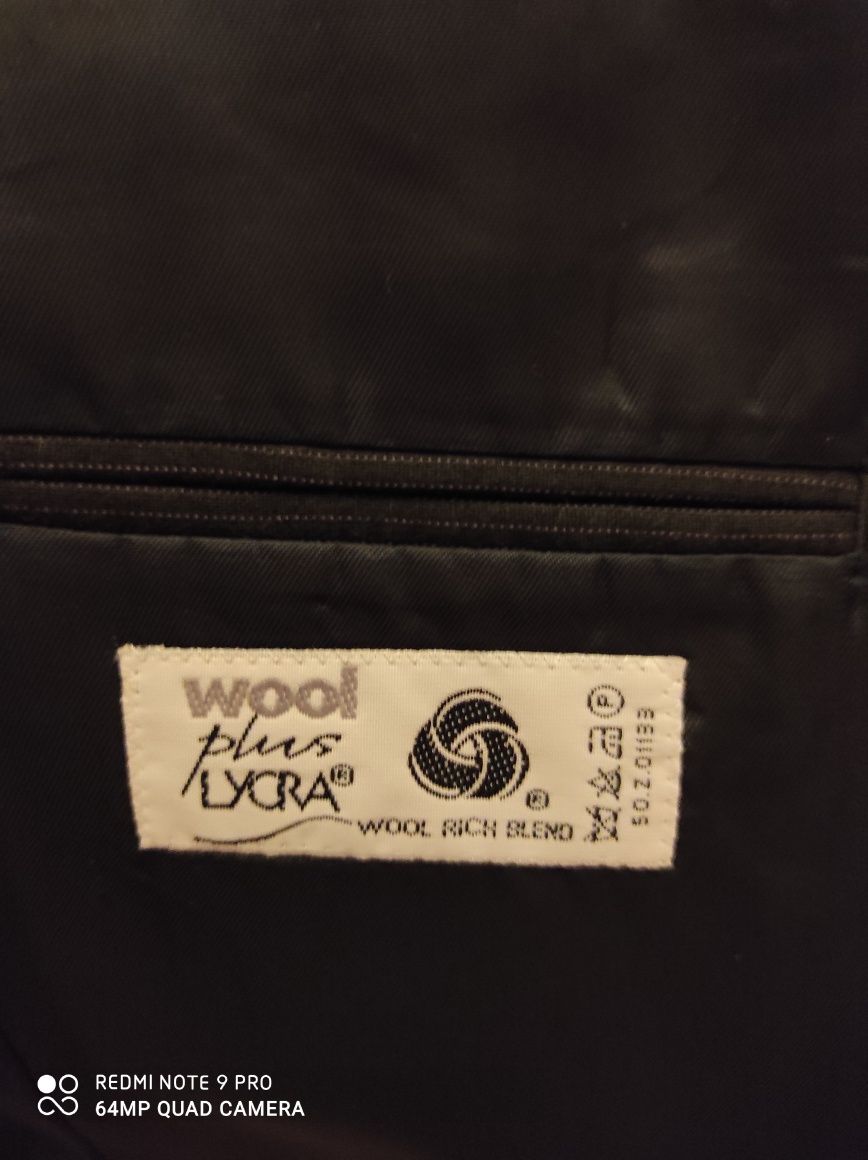 wool
plus
LYCRA®
®
WOOL RICH BLEND
P
50.Z.01133
REDMI NOTE 9 PRO
64MP QUAD CAMERA